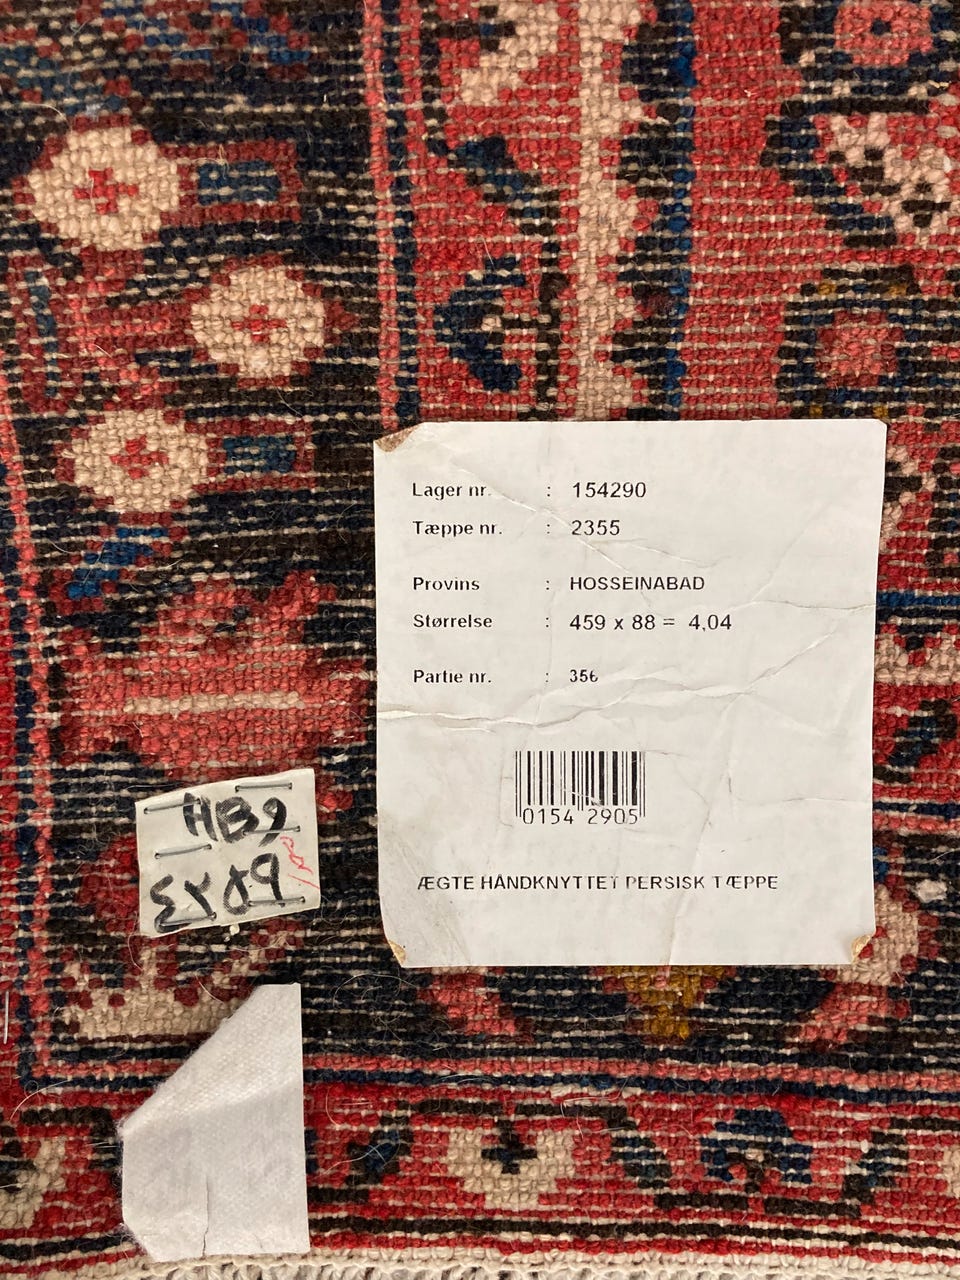 Lager nr. : 154290
Tæppe nr. : 2355
Provins : HOSSEINABAD
Størrelse : 459 x 88 = 4,04
Partie nr. : 356
0154 2905
ÆGTE HÅNDKNYTTET PERSISK TÆPPE
HB9